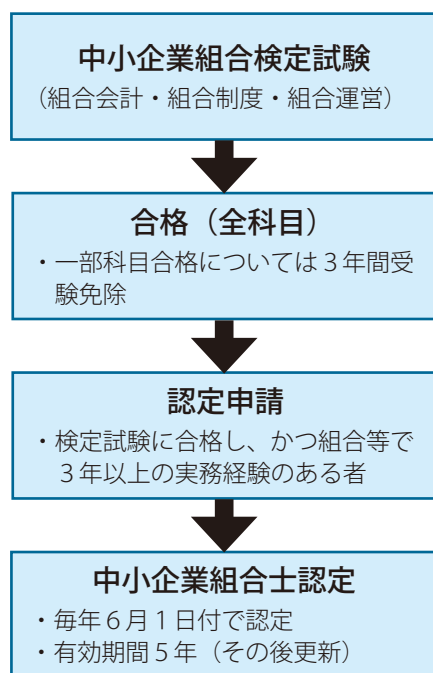 中小企業組合検定試験
（組合会計・組合制度・組合運営）
合格（全科目）
・一部科目合格については３年間受
験免除
認定申請
・検定試験に合格し、かつ組合等で
３年以上の実務経験のある者
中小企業組合士認定
・毎年６月１日付で認定
・有効期間５年（その後更新）